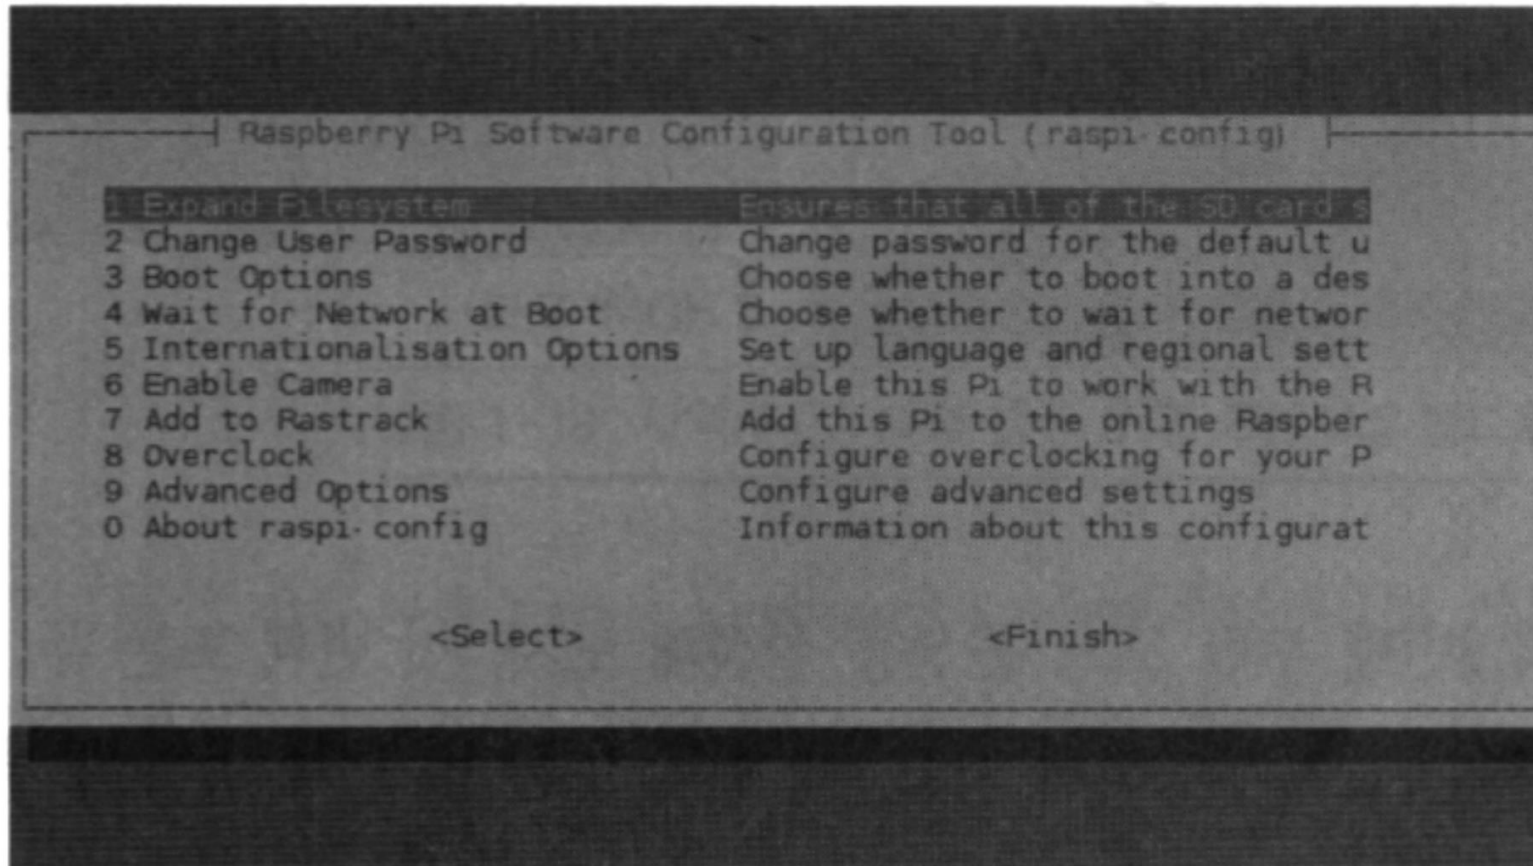 Raspberry Pi Software Configuration Tool (raspi-config)
1 Expand Filesystem Ensures that all of the SD card s
2 Change User Password Change password for the default u
3 Boot Options Choose whether to boot into a des
4 Wait for Network at Boot Choose whether to wait for networ
5 Internationalisation Options Set up language and regional sett
6 Enable Camera Enable this Pi to work with the R
7 Add to Rastrack Add this Pi to the online Raspber
8 Overclock Configure overclocking for your P
9 Advanced Options Configure advanced settings
0 About raspi-config Information about this configurat
<Select> <Finish>